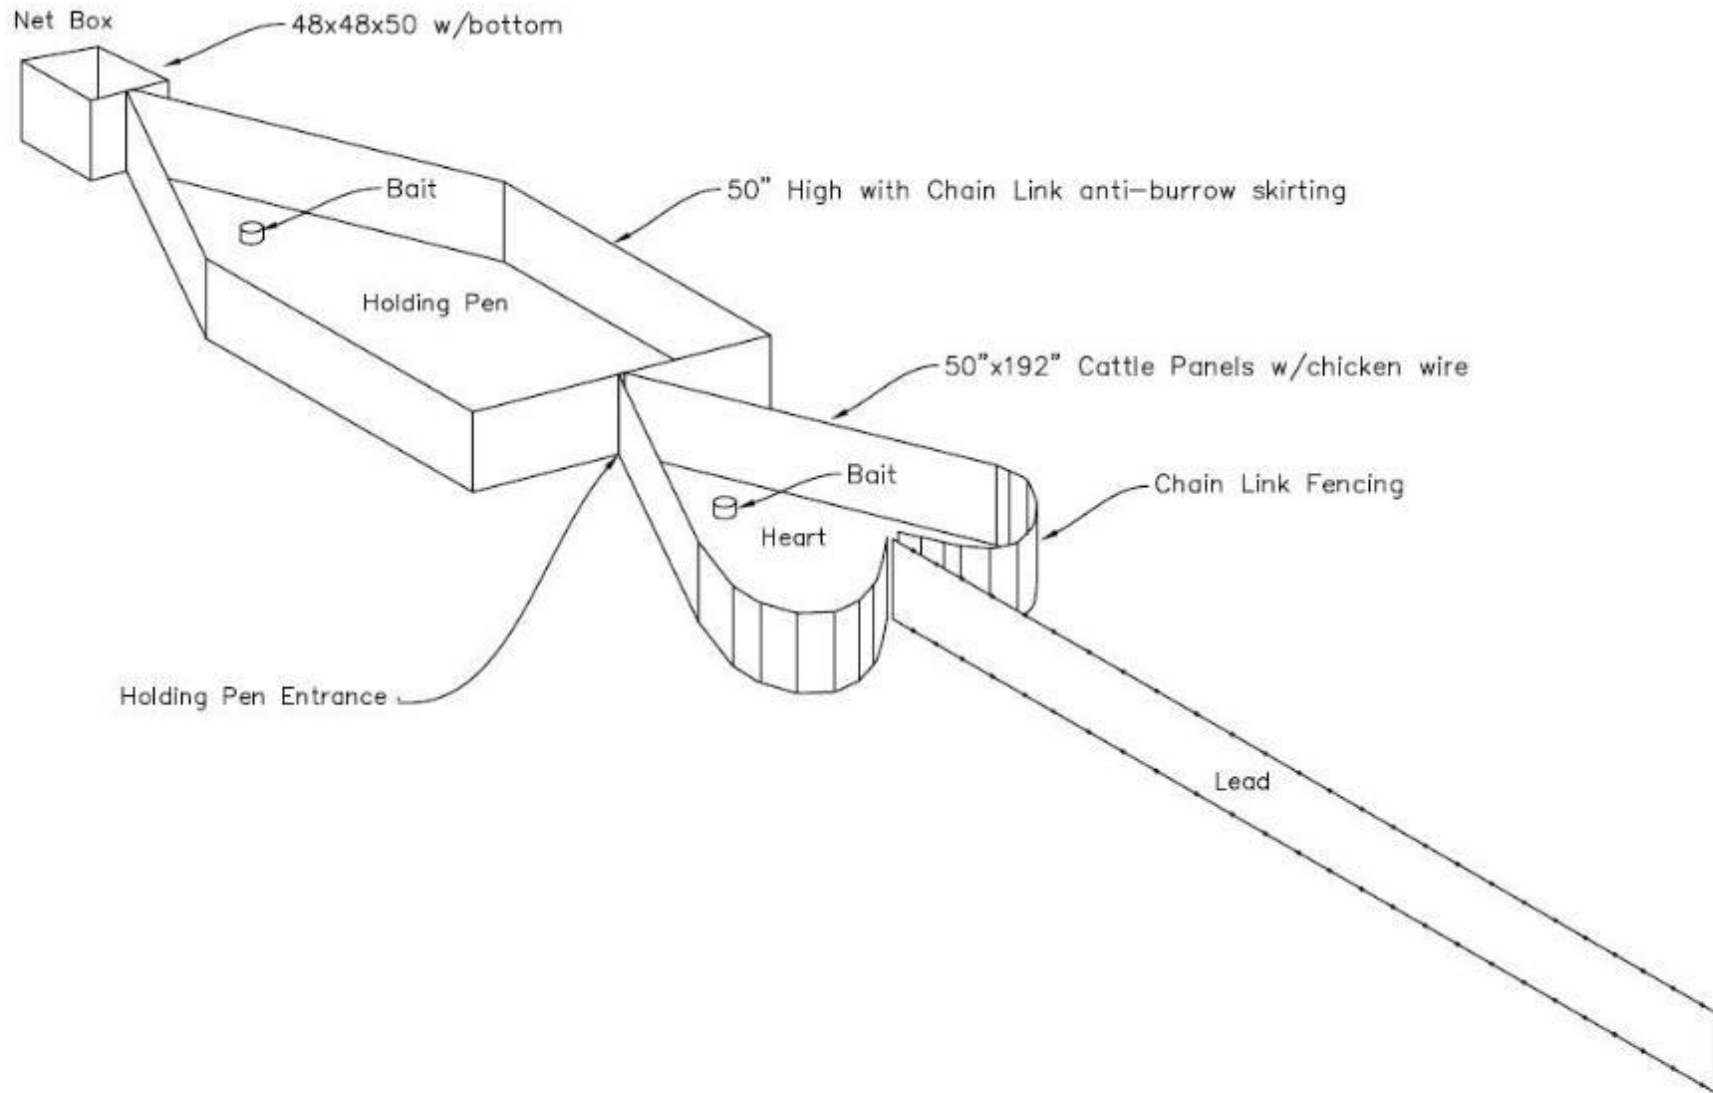 Net Box
48x48x50 w/bottom
Bait
50" High with Chain Link anti-burrow skirting
Holding Pen
50"x192" Cattle Panels w/chicken wire
Bait
Chain Link Fencing
Heart
Holding Pen Entrance
Lead